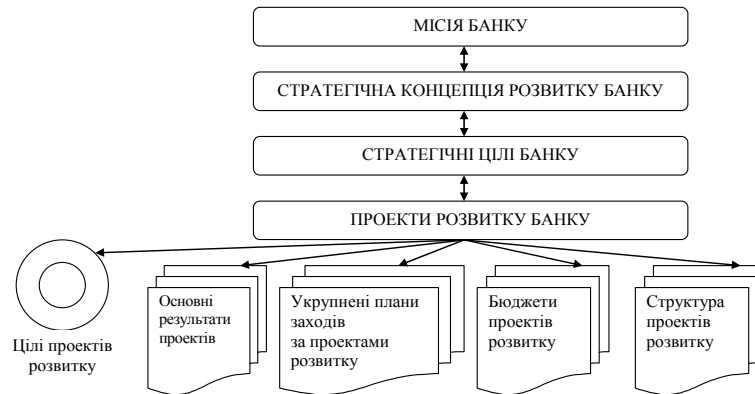 МІСІЯ БАНКУ
СТРАТЕГІЧНА КОНЦЕПЦІЯ РОЗВИТКУ БАНКУ
СТРАТЕГІЧНІ ЦІЛІ БАНКУ
ПРОЕКТИ РОЗВИТКУ БАНКУ
Цілі проектів
розвитку
Основні
результати
проектів
Укрупнені плани
заходів
за проектами
розвитку
Бюджети
проектів
розвитку
Структура
проектів
розвитку